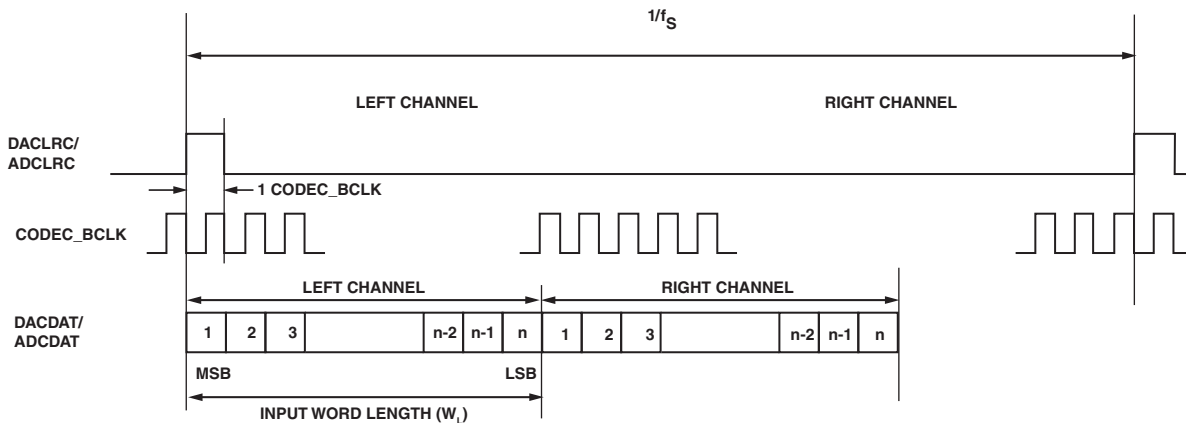 1/fS
LEFT CHANNEL RIGHT CHANNEL
DACLRC/
ADCLRC
1 CODEC_BCLK
CODEC_BCLK
LEFT CHANNEL RIGHT CHANNEL
DACDAT/
ADCDAT
1 2 3 n-2 n-1 n 1 2 3 n-2 n-1 n
MSB LSB
INPUT WORD LENGTH (WL)